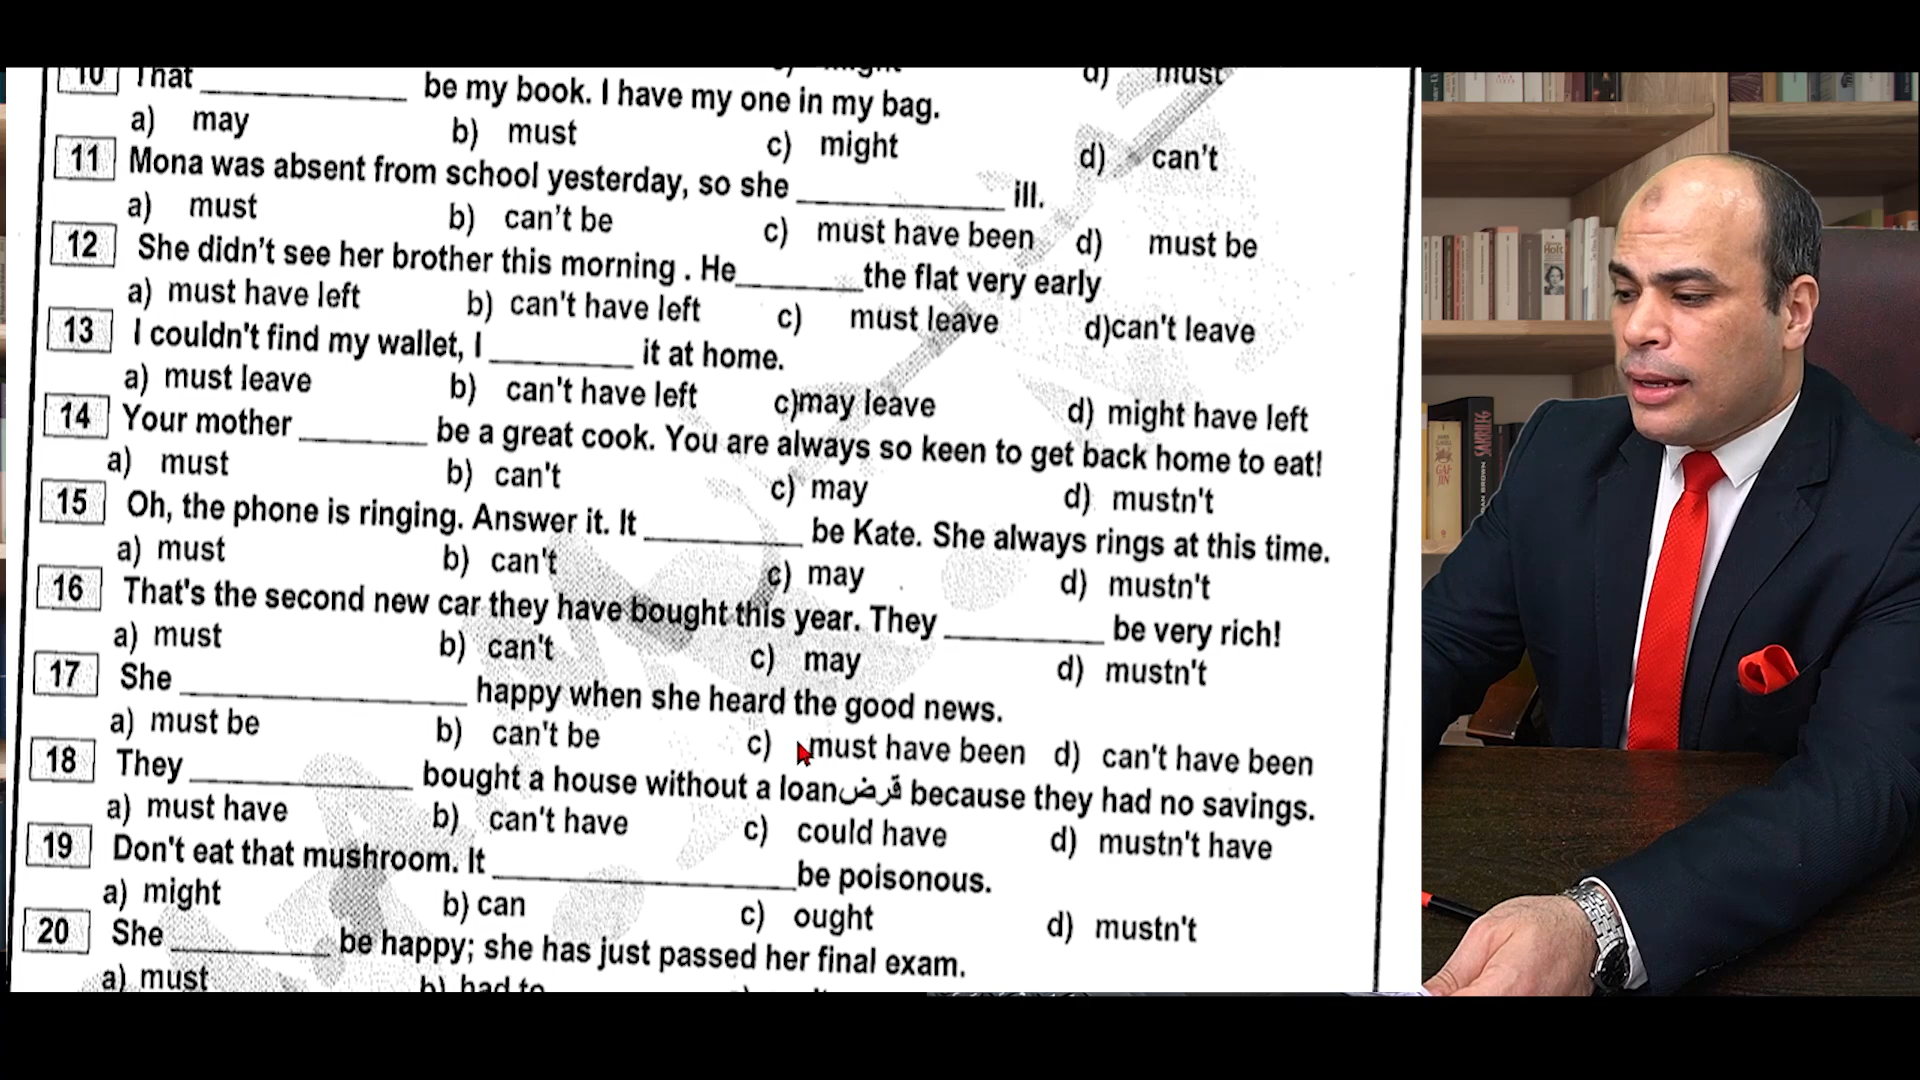 10 That ____________ be my book. I have my one in my bag. d) must
a) may b) must c) might d) can't
11 Mona was absent from school yesterday, so she ____________ ill.
a) must b) can't be c) must have been d) must be
12 She didn't see her brother this morning . He________the flat very early
a) must have left b) can't have left c) must leave d)can't leave
13 I couldn't find my wallet, I _________ it at home.
a) must leave b) can't have left c)may leave d) might have left
14 Your mother ________ be a great cook. You are always so keen to get back home to eat!
a) must b) can't c) may d) mustn't
15 Oh, the phone is ringing. Answer it. It __________ be Kate. She always rings at this time.
a) must b) can't c) may d) mustn't
16 That's the second new car they have bought this year. They __________ be very rich!
a) must b) can't c) may d) mustn't
17 She __________________ happy when she heard the good news.
a) must be b) can't be c) must have been d) can't have been
18 They ______________ bought a house without a loanقرض because they had no savings.
a) must have b) can't have c) could have d) mustn't have
19 Don't eat that mushroom. It ___________________be poisonous.
a) might b) can c) ought d) mustn't
20 She __________ be happy; she has just passed her final exam.
a) must b) had to